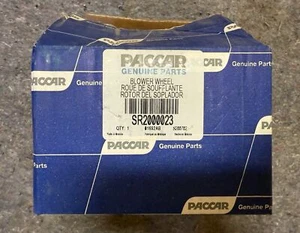 PACCAR
GENUINE PARTS
BLOWER WHEEL
ROUE DE SOUFFLANTE
ROTOR DEL SOPLADOR
SR2000023
QTY: 1
Genuine Parts
Genuine Parts
PACCAR
Genuine Parts
PACCAR